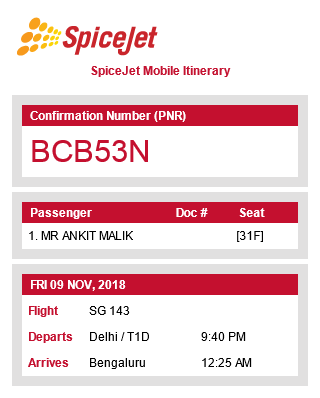 SpiceJet
SpiceJet Mobile Itinerary
Confirmation Number (PNR)
BCB53N
Passenger Doc # Seat
1. MR ANKIT MALIK [31F]
FRI 09 NOV, 2018
Flight SG 143
Departs Delhi / T1D 9:40 PM
Arrives Bengaluru 12:25 AM